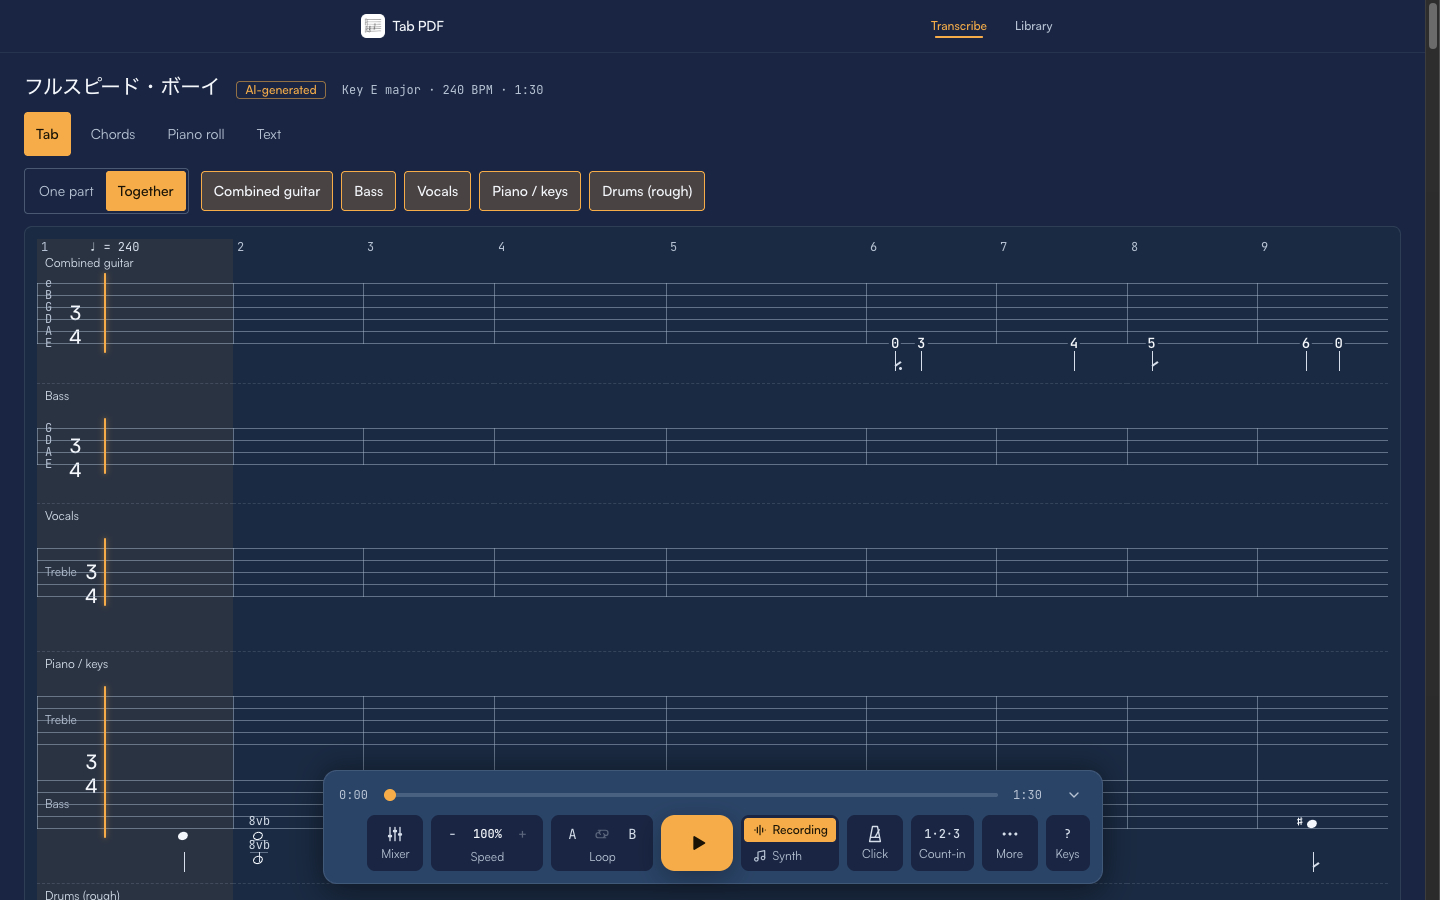 Tab PDF
Transcribe
Library
フルスピード・ボーイ
AI-generated
Key E major · 240 BPM · 1:30
Tab
Chords
Piano roll
Text
One part
Together
Combined guitar
Bass
Vocals
Piano / keys
Drums (rough)
1 ♩ = 240 2 3 4 5 6 7 8 9
Combined guitar
e
B
G
D
A
E
3
4
0 3 4 5 6 0
Bass
G
D
A
E
3
4
Vocals
Treble
3
4
Piano / keys
Treble
3
4
Bass
8vb
8vb
#
0:00
1:30
Mixer
- 100% +
Speed
A B
Loop
Recording
Synth
Click
1·2·3
Count-in
More
?
Keys
Drums (rough)